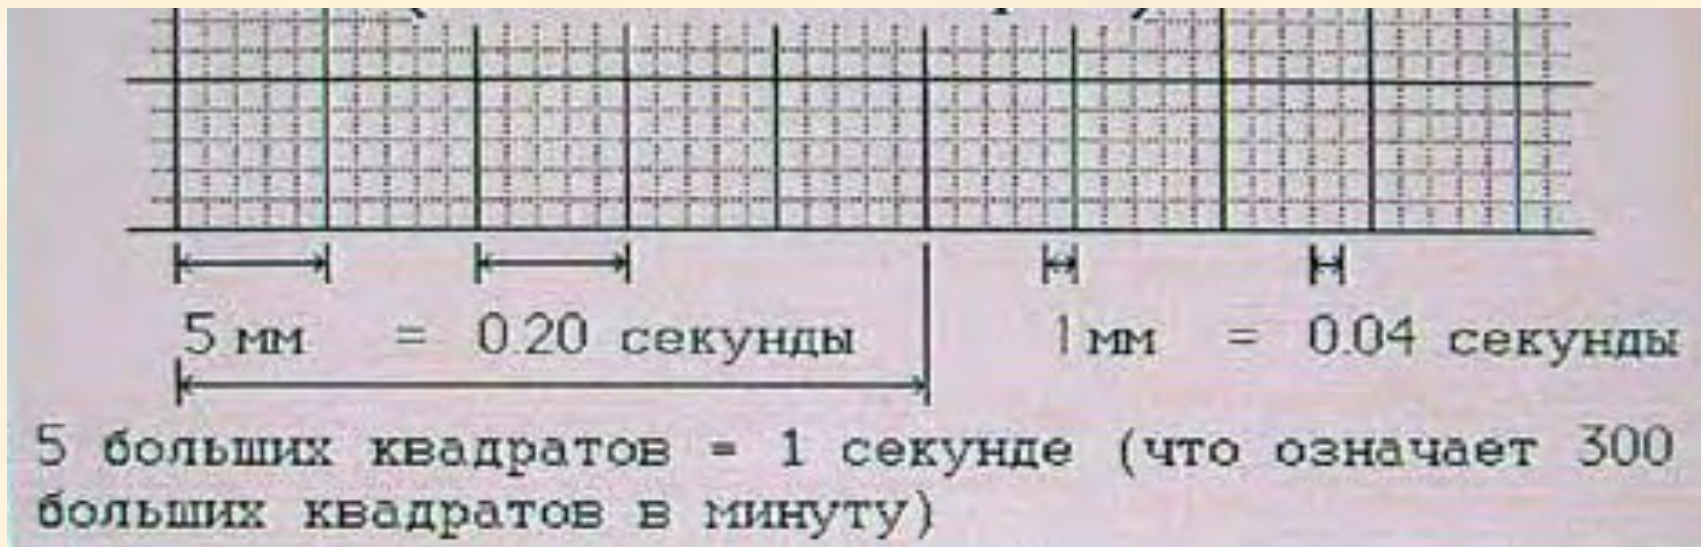 5 мм = 0.20 секунды 1 мм = 0.04 секунды
5 больших квадратов = 1 секунде (что означает 300
больших квадратов в минуту)